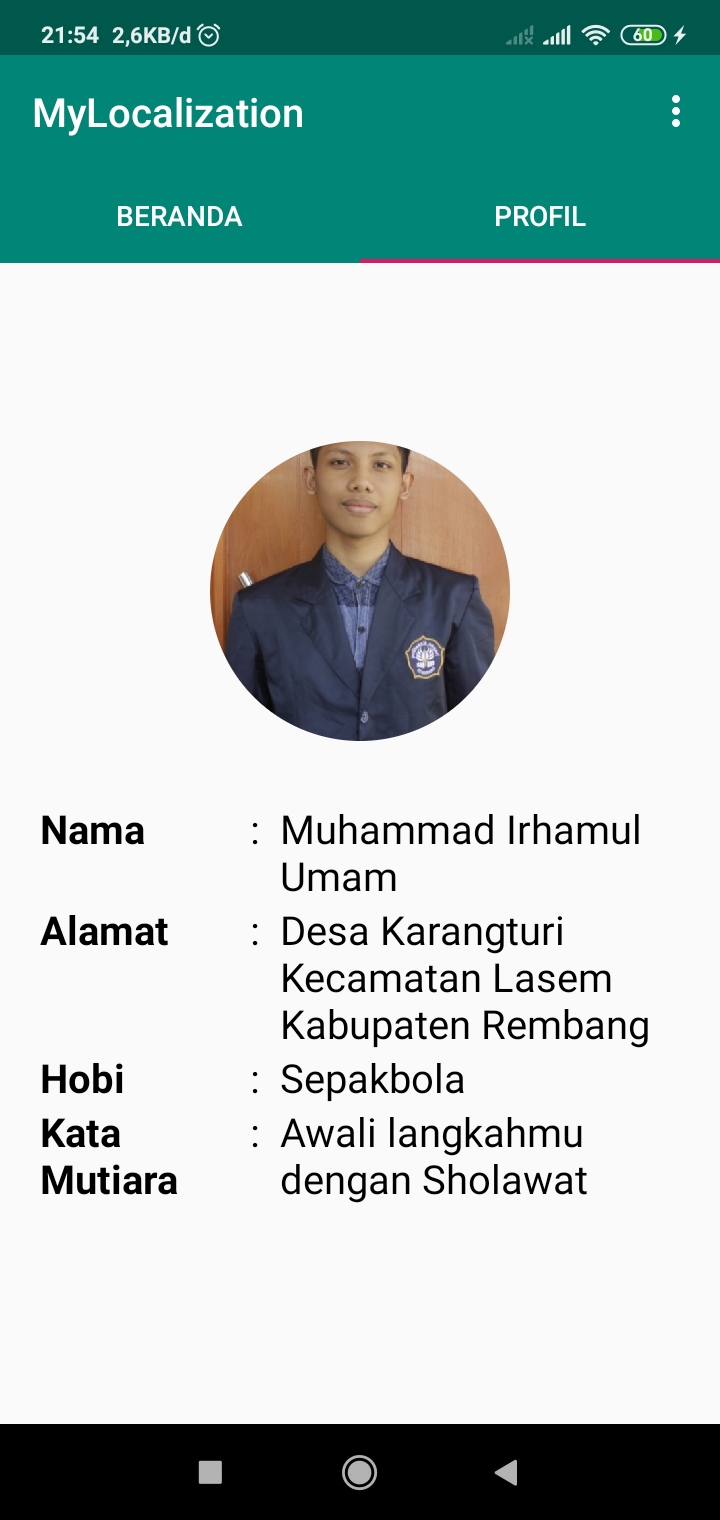 21:54 2,6KB/d 60
MyLocalization
BERANDA PROFIL
Nama : Muhammad Irhamul
Umam
Alamat : Desa Karangturi
Kecamatan Lasem
Kabupaten Rembang
Hobi : Sepakbola
Kata : Awali langkahmu
Mutiara dengan Sholawat